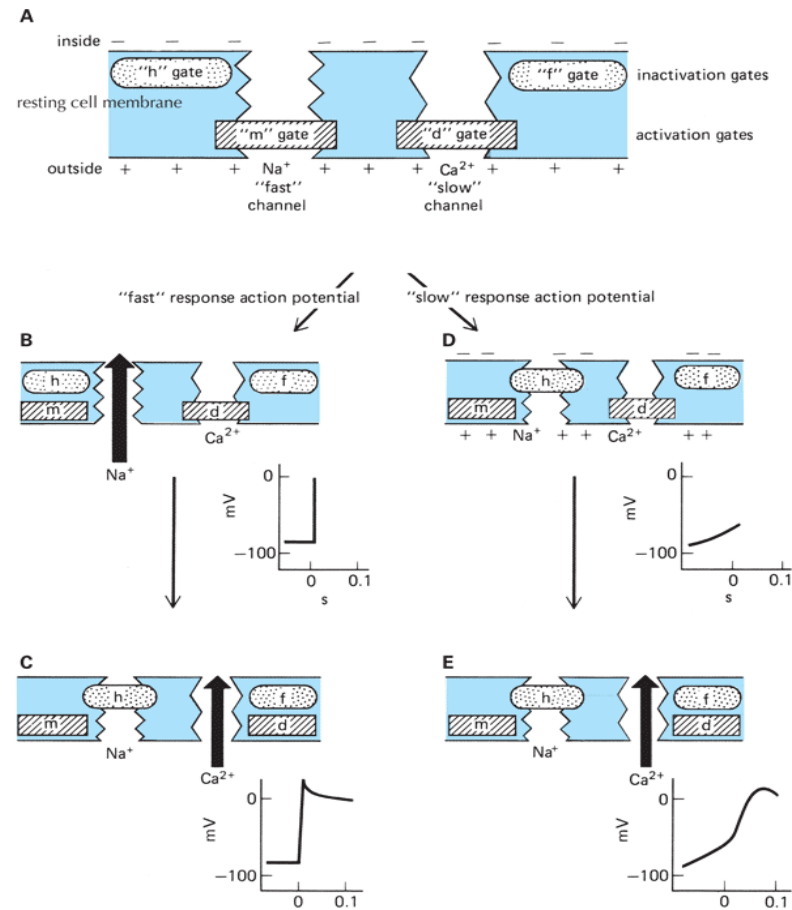 A
inside − − − − − − − −
"h" gate "f" gate inactivation gates
resting cell membrane
"m" gate "d" gate activation gates
outside + + + Na⁺ + + + Ca²⁺ + + +
"fast" "slow"
channel channel
"fast" response action potential "slow" response action potential
B
h f
m d
Ca²⁺
Na⁺
0
mV
−100
0 0.1
s
D
− − − − − −
h f
m d
+ + Na⁺ + + Ca²⁺ + +
0
mV
−100
0 0.1
s
C
h f
m d
Na⁺
Ca²⁺
0
mV
−100
0 0.1
E
h f
m d
Na⁺
Ca²⁺
0
mV
−100
0 0.1